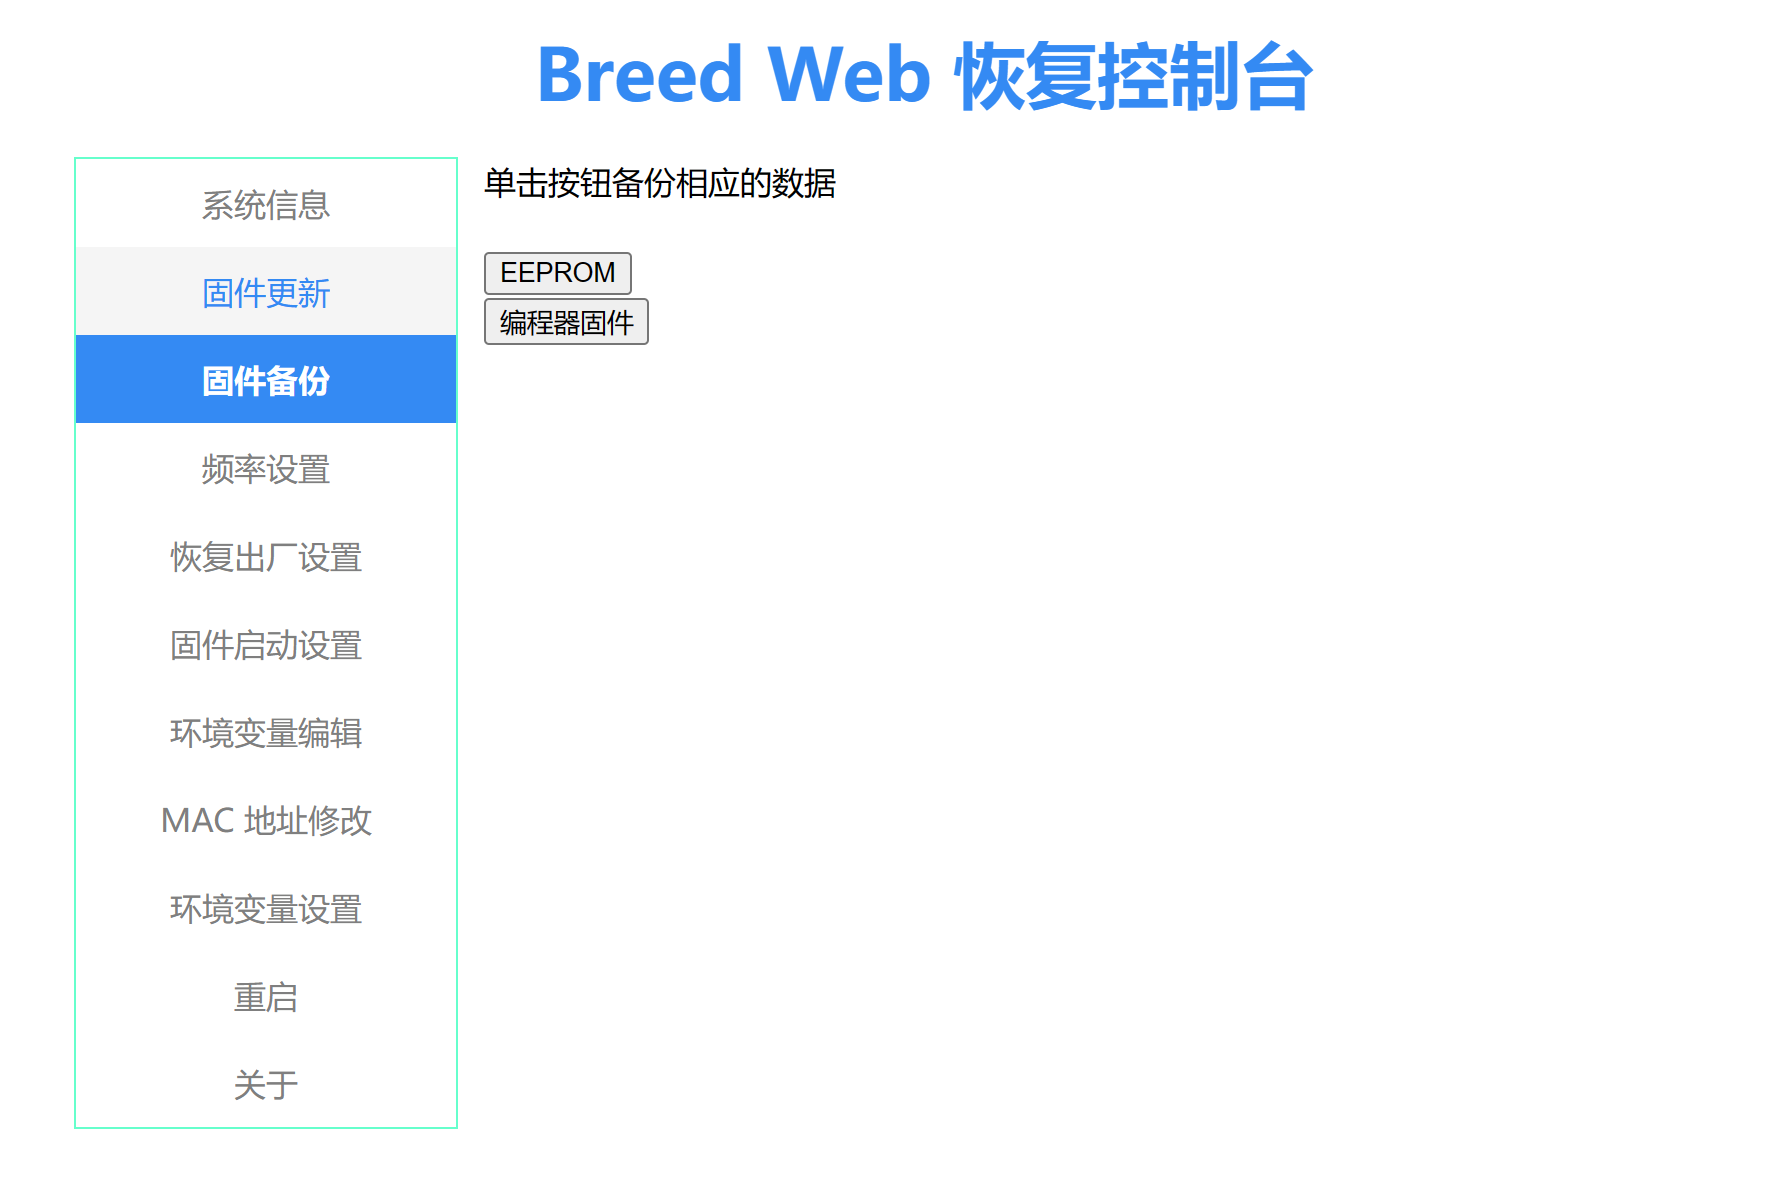 Breed Web 恢复控制台
系统信息
固件更新
固件备份
频率设置
恢复出厂设置
固件启动设置
环境变量编辑
MAC 地址修改
环境变量设置
重启
关于
单击按钮备份相应的数据
EEPROM
编程器固件